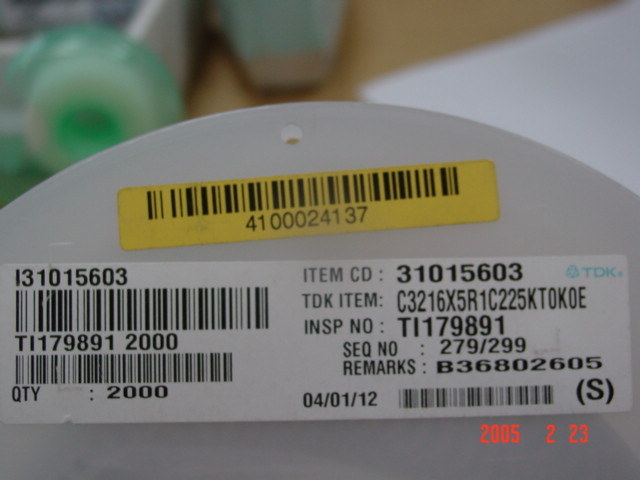 4100024137
I31015603
TI179891 2000
QTY : 2000
ITEM CD : 31015603
TDK
TDK ITEM: C3216X5R1C225KT0K0E
INSP NO : TI179891
SEQ NO : 279/299
REMARKS : B36802605
04/01/12
(S)
2005 2 23